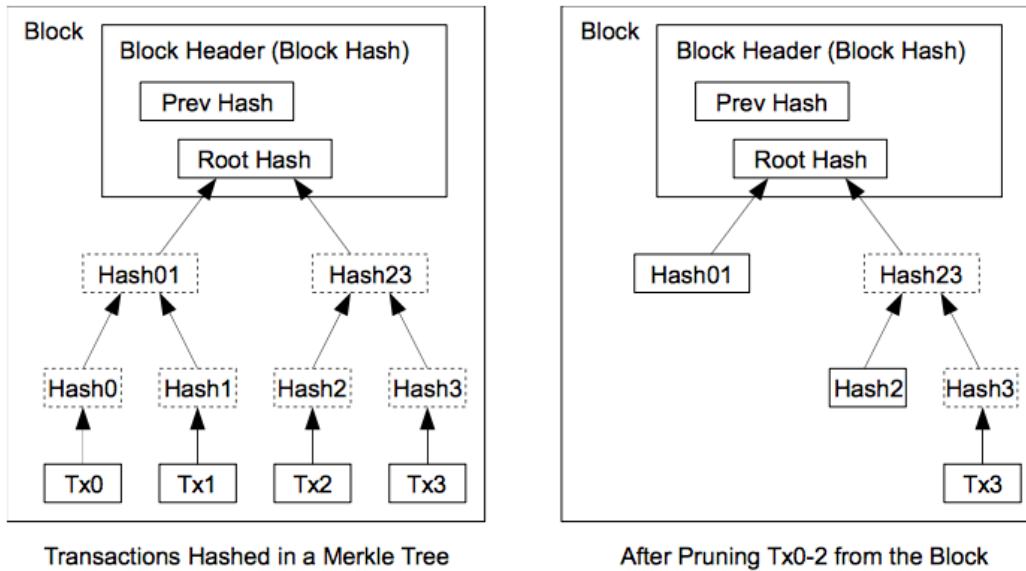 Block
Block Header (Block Hash)
Prev Hash
Root Hash
Hash01
Hash23
Hash0
Hash1
Hash2
Hash3
Tx0
Tx1
Tx2
Tx3
Transactions Hashed in a Merkle Tree
Block
Block Header (Block Hash)
Prev Hash
Root Hash
Hash01
Hash23
Hash2
Hash3
Tx3
After Pruning Tx0-2 from the Block